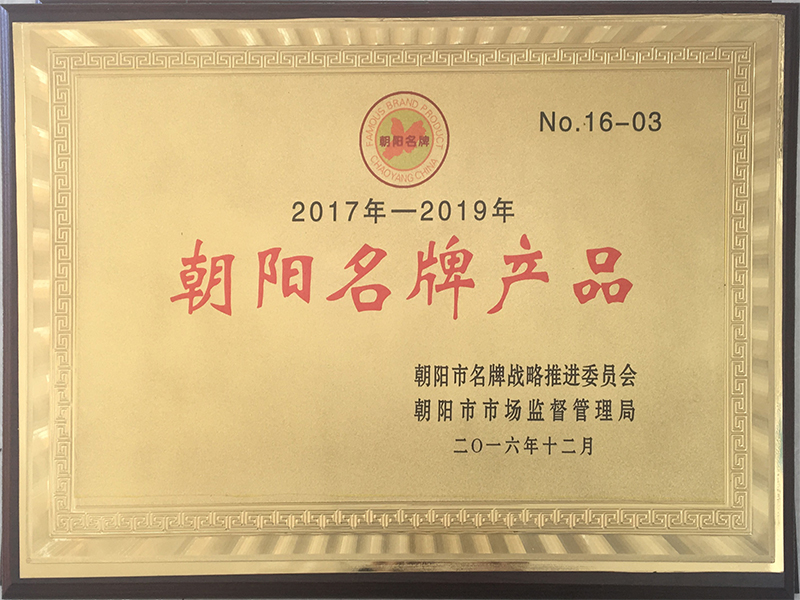 FAMOUS BRAND PRODUCT
朝阳名牌
CHAOYANG CHINA
No.16-03
2017年—2019年
朝阳名牌产品
朝阳市名牌战略推进委员会
朝阳市市场监督管理局
二〇一六年十二月